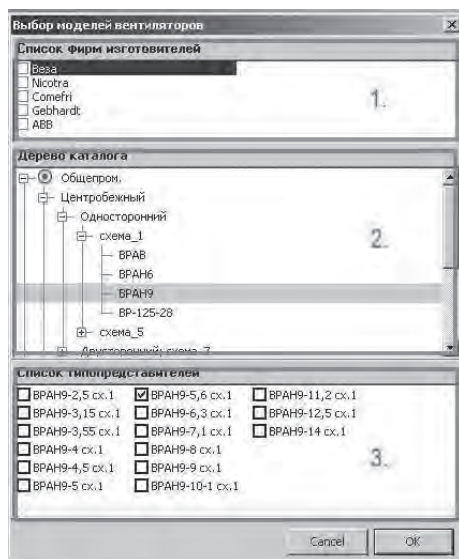 Выбор моделей вентиляторов
Список фирм изготовителей
Веза
Nicotra
Comefri
Gebhardt
ABB
1.
Дерево каталога
Общепром.
Центробежный
Односторонний
схема_1
ВРАВ
ВРАН6
ВРАН9
ВР-125-28
схема_5
Двусторонний; схема_7
2.
Список типопредставителей
ВРАН9-2,5 сх.1 ВРАН9-5,6 сх.1 ВРАН9-11,2 сх.1
ВРАН9-3,15 сх.1 ВРАН9-6,3 сх.1 ВРАН9-12,5 сх.1
ВРАН9-3,55 сх.1 ВРАН9-7,1 сх.1 ВРАН9-14 сх.1
ВРАН9-4 сх.1 ВРАН9-8 сх.1
ВРАН9-4,5 сх.1 ВРАН9-9 сх.1
ВРАН9-5 сх.1 ВРАН9-10-1 сх.1
3.
Cancel OK